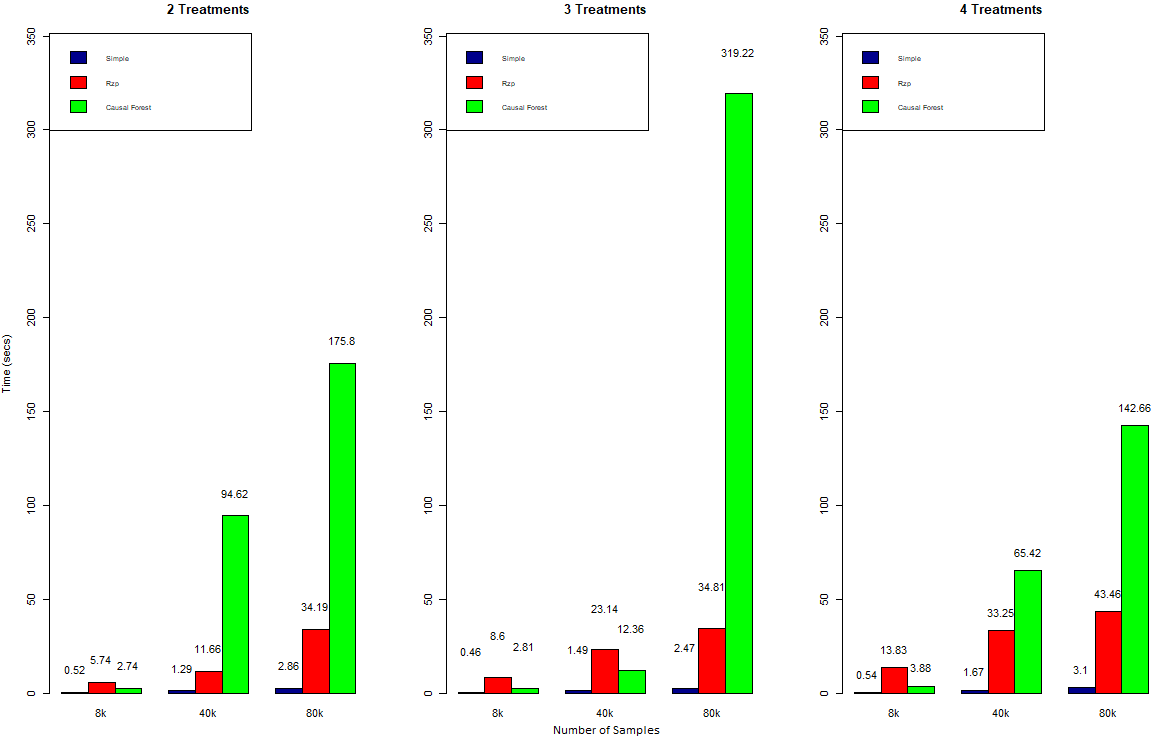 2 Treatments
350
300
250
200
150
100
50
0
Time (secs)
Simple
Rzp
Causal Forest
0.52
5.74
2.74
1.29
11.66
94.62
2.86
34.19
175.8
8k
40k
80k
3 Treatments
350
300
250
200
150
100
50
0
Simple
Rzp
Causal Forest
0.46
8.6
2.81
1.49
23.14
12.36
2.47
34.81
319.22
8k
40k
80k
Number of Samples
4 Treatments
350
300
250
200
150
100
50
0
Simple
Rzp
Causal Forest
0.54
13.83
3.88
1.67
33.25
65.42
3.1
43.46
142.66
8k
40k
80k